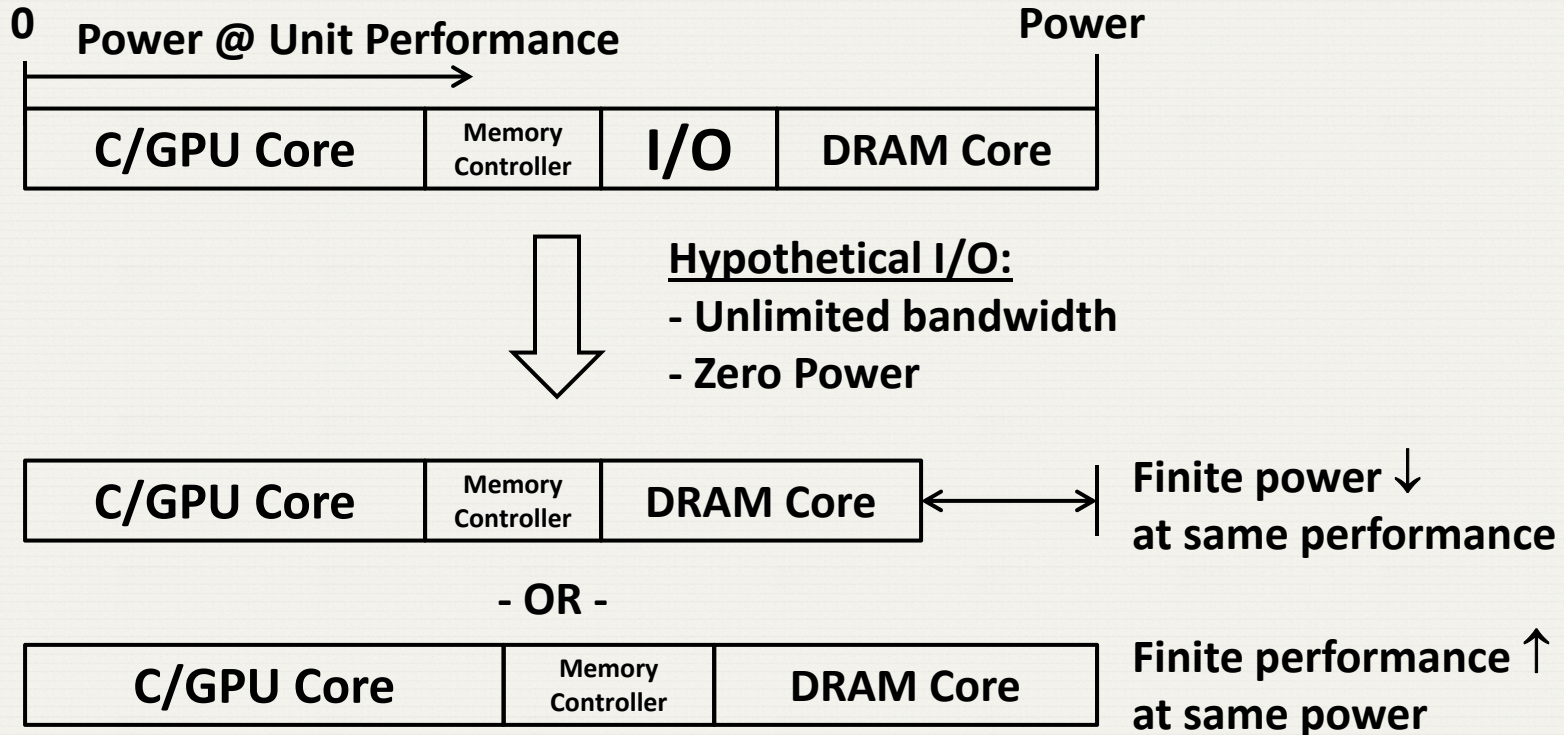 0
Power @ Unit Performance
Power
C/GPU Core
Memory
Controller
I/O
DRAM Core
Hypothetical I/O:
- Unlimited bandwidth
- Zero Power
C/GPU Core
Memory
Controller
DRAM Core
Finite power ↓
at same performance
- OR -
C/GPU Core
Memory
Controller
DRAM Core
Finite performance ↑
at same power